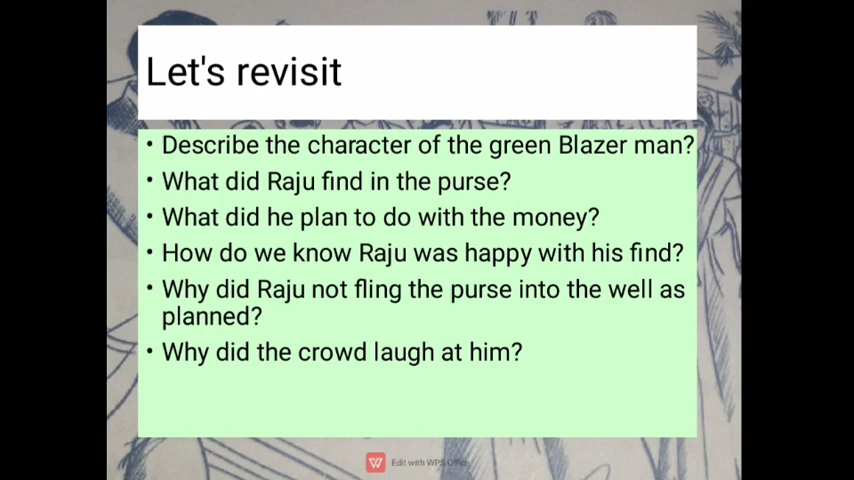 Let's revisit
• Describe the character of the green Blazer man?
• What did Raju find in the purse?
• What did he plan to do with the money?
• How do we know Raju was happy with his find?
• Why did Raju not fling the purse into the well as
planned?
• Why did the crowd laugh at him?
Edit with WPS Office